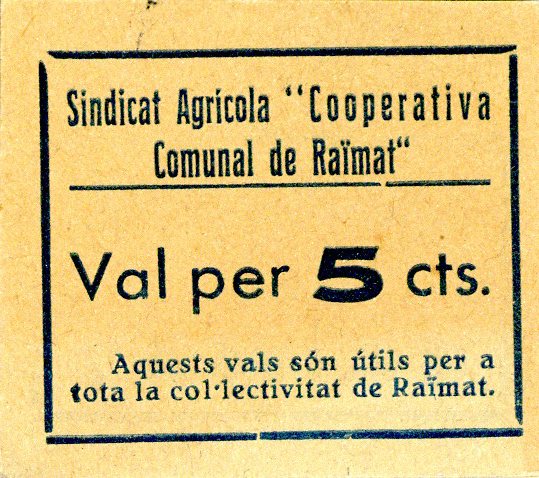 Sindicat Agrícola "Cooperativa
Comunal de Raïmat"
Val per 5 cts.
Aquests vals són útils per a
tota la col·lectivitat de Raïmat.